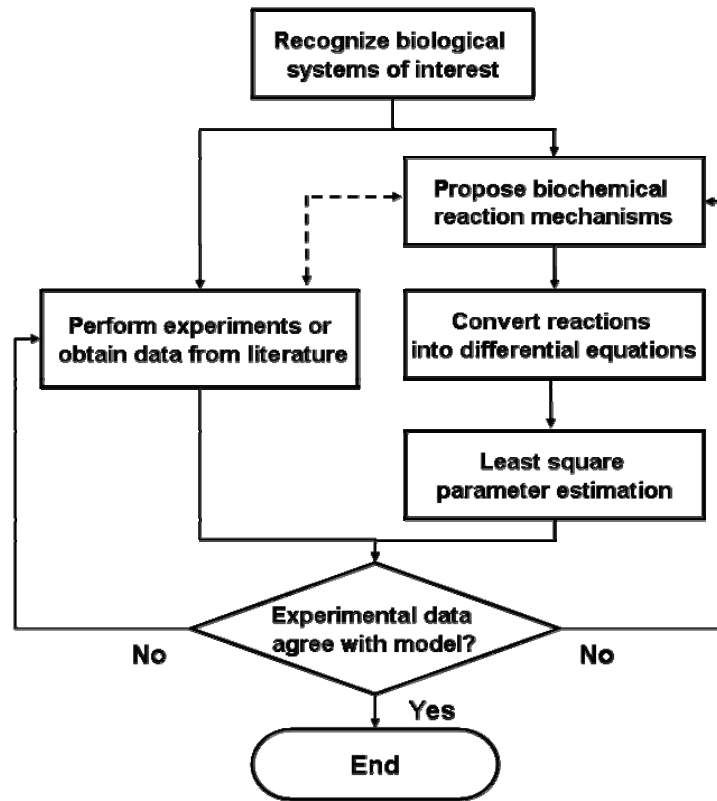 Recognize biological
systems of interest
Propose biochemical
reaction mechanisms
Perform experiments or
obtain data from literature
Convert reactions
into differential equations
Least square
parameter estimation
Experimental data
agree with model?
No
No
Yes
End